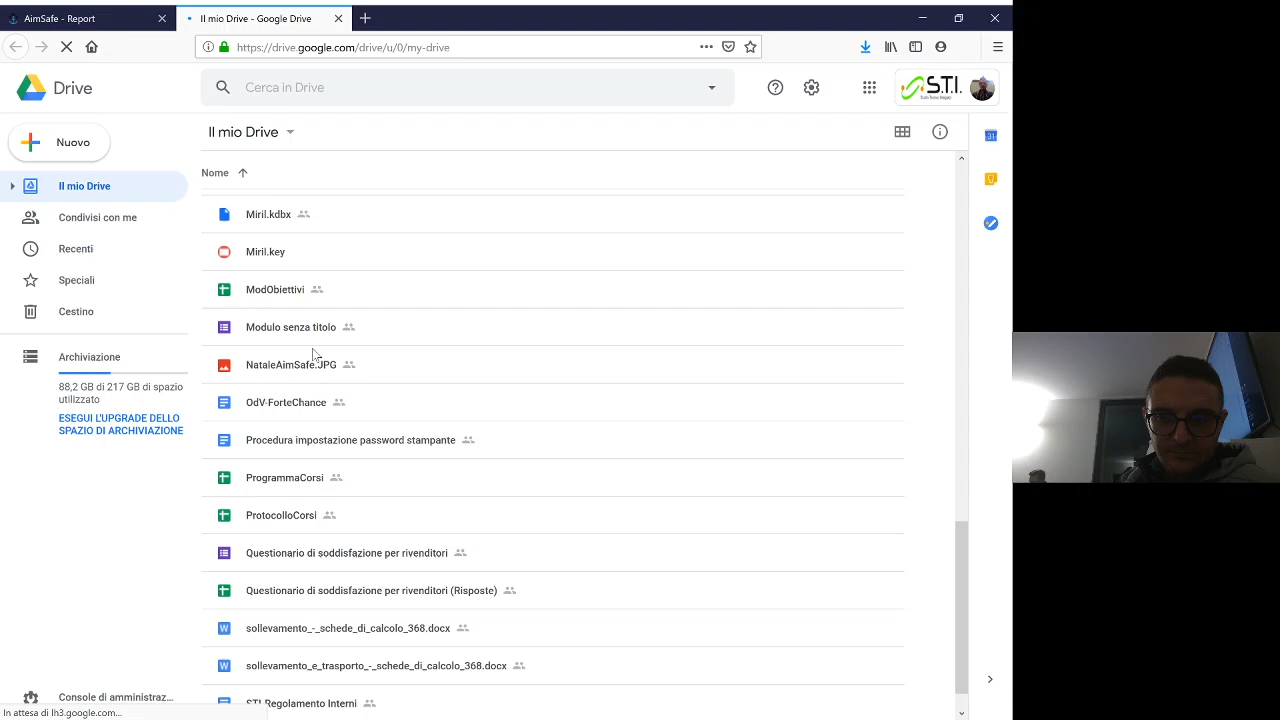 AimSafe - Report
Il mio Drive - Google Drive
https://drive.google.com/drive/u/0/my-drive
Drive
Cerca in Drive
S.T.I.
Nuovo
Il mio Drive
Il mio Drive
31
Nome
Condivisi con me
Recenti
Speciali
Cestino
Archiviazione
88,2 GB di 217 GB di spazio
utilizzato
ESEGUI L'UPGRADE DELLO
SPAZIO DI ARCHIVIAZIONE
Miril.kdbx
Miril.key
ModObiettivi
Modulo senza titolo
NataleAimSafe.JPG
OdV-ForteChance
Procedura impostazione password stampante
ProgrammaCorsi
ProtocolloCorsi
Questionario di soddisfazione per rivenditori
Questionario di soddisfazione per rivenditori (Risposte)
W sollevamento_-_schede_di_calcolo_368.docx
W sollevamento_e_trasporto_-_schede_di_calcolo_368.docx
STI Regolamento Interni
Console di amministraz...
In attesa di lh3.google.com...